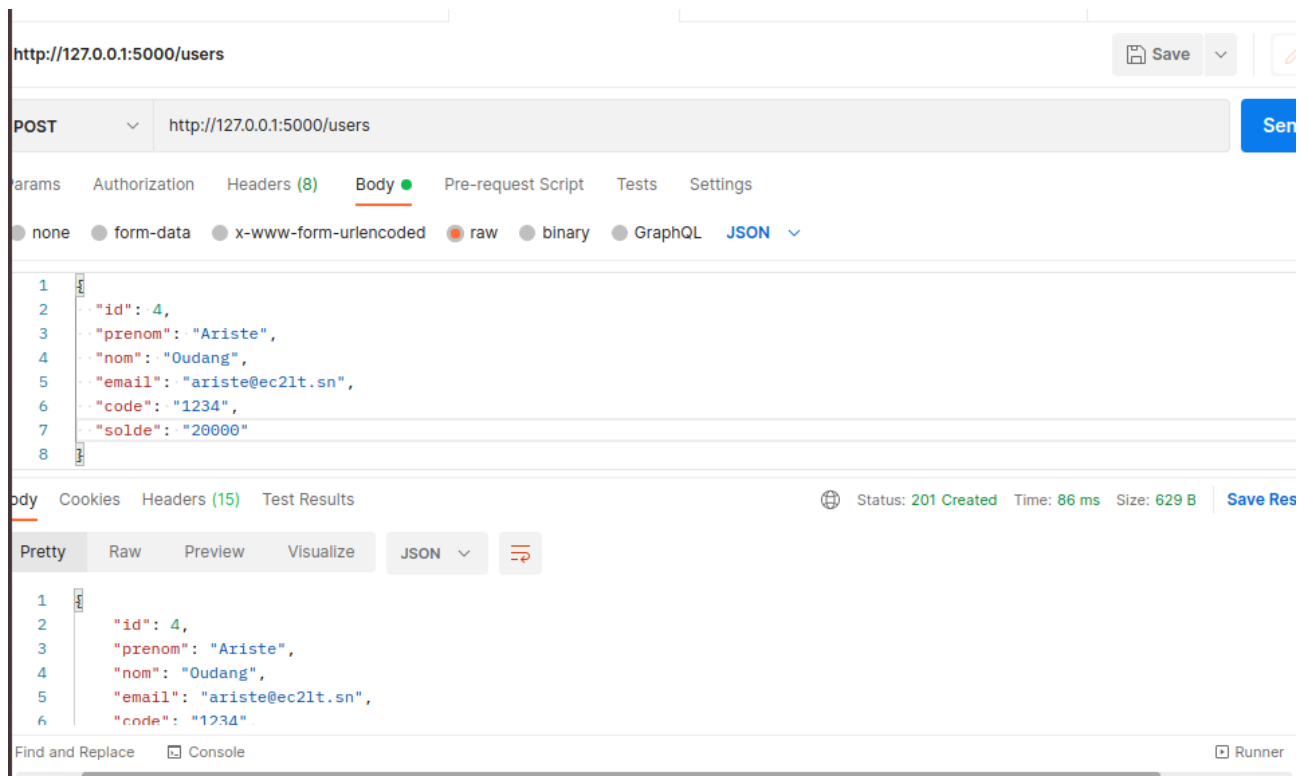 http://127.0.0.1:5000/users Save
POST http://127.0.0.1:5000/users
Authorization Headers (8) Body Pre-request Script Tests Settings
none form-data x-www-form-urlencoded raw binary GraphQL JSON
1 {
2 "id": 4,
3 "prenom": "Ariste",
4 "nom": "Oudang",
5 "email": "ariste@ec2lt.sn",
6 "code": "1234",
7 "solde": "20000"
8 }
Cookies Headers (15) Test Results Status: 201 Created Time: 86 ms Size: 629 B Save
Pretty Raw Preview Visualize JSON
1 {
2 "id": 4,
3 "prenom": "Ariste",
4 "nom": "Oudang",
5 "email": "ariste@ec2lt.sn",
6 "code": "1234",
Find and Replace Console Runner